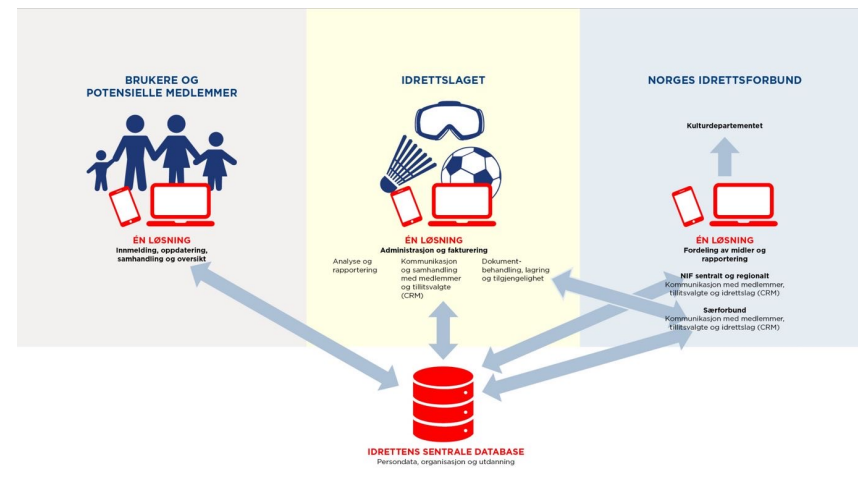 BRUKERE OG
POTENSIELLE MEDLEMMER
ÉN LØSNING
Innmelding, oppdatering,
samhandling og oversikt
IDRETTSLAGET
ÉN LØSNING
Administrasjon og fakturering
Analyse og
rapportering
Kommunikasjon
og samhandling
med medlemmer
og tillitsvalgte
(CRM)
Dokument-
behandling, lagring
og tilgjengelighet
NORGES IDRETTSFORBUND
Kulturdepartementet
ÉN LØSNING
Fordeling av midler og
rapportering
NIF sentralt og regionalt
Kommunikasjon med medlemmer,
tillitsvalgte og idrettslag (CRM)
Særforbund
Kommunikasjon med medlemmer,
tillitsvalgte og idrettslag (CRM)
IDRETTENS SENTRALE DATABASE
Persondata, organisasjon og utdanning